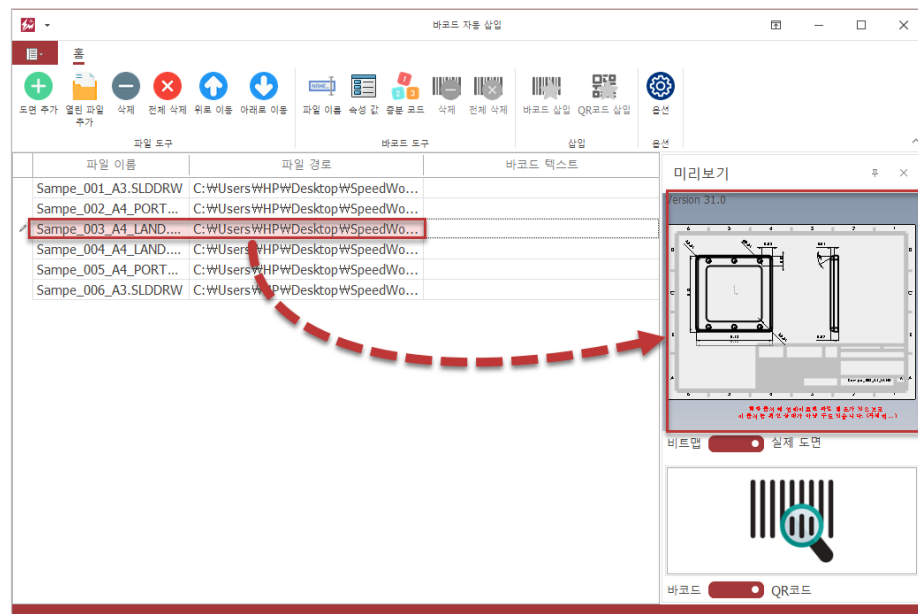 바코드 자동 삽입
홈
도면 추가
열린 파일
추가
삭제
전체 삭제
위로 이동
아래로 이동
파일 이름
속성 값
증분 코드
삭제
전체 삭제
바코드 삽입
QR코드 삽입
옵션
파일 도구
바코드 도구
삽입
옵션
파일 이름
파일 경로
바코드 텍스트
Sampe_001_A3.SLDDRW C:₩Users₩HP₩Desktop₩SpeedWo...
Sampe_002_A4_PORT... C:₩Users₩HP₩Desktop₩SpeedWo...
Sampe_003_A4_LAND.... C:₩Users₩HP₩Desktop₩SpeedWo...
Sampe_004_A4_LAND.... C:₩Users₩HP₩Desktop₩SpeedWo...
Sampe_005_A4_PORT... C:₩Users₩HP₩Desktop₩SpeedWo...
Sampe_006_A3.SLDDRW C:₩Users₩HP₩Desktop₩SpeedWo...
미리보기
Version 31.0
비트맵
실제 도면
바코드
QR코드